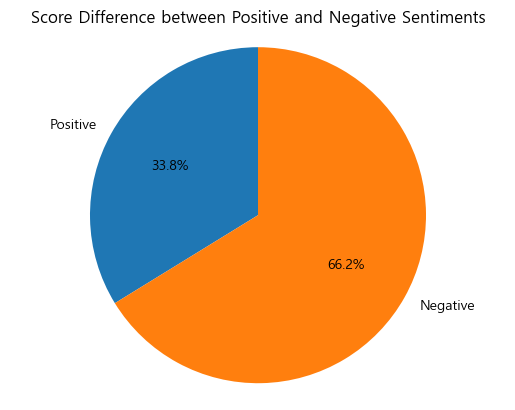 Score Difference between Positive and Negative Sentiments
Positive
33.8%
66.2%
Negative